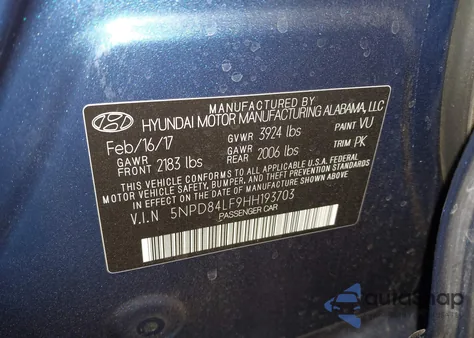 MANUFACTURED BY
HYUNDAI MOTOR MANUFACTURING ALABAMA, LLC
Feb/16/17 GVWR 3924 lbs PAINT VU
GAWR FRONT 2183 lbs GAWR REAR 2006 lbs TRIM PK
THIS VEHICLE CONFORMS TO ALL APPLICABLE U.S.A. FEDERAL
MOTOR VEHICLE SAFETY, BUMPER, AND THEFT PREVENTION STANDARDS
IN EFFECT ON THE DATE OF MANUFACTURE SHOWN ABOVE.
V.I.N 5NPD84LF9HH193703
PASSENGER CAR
autosnap